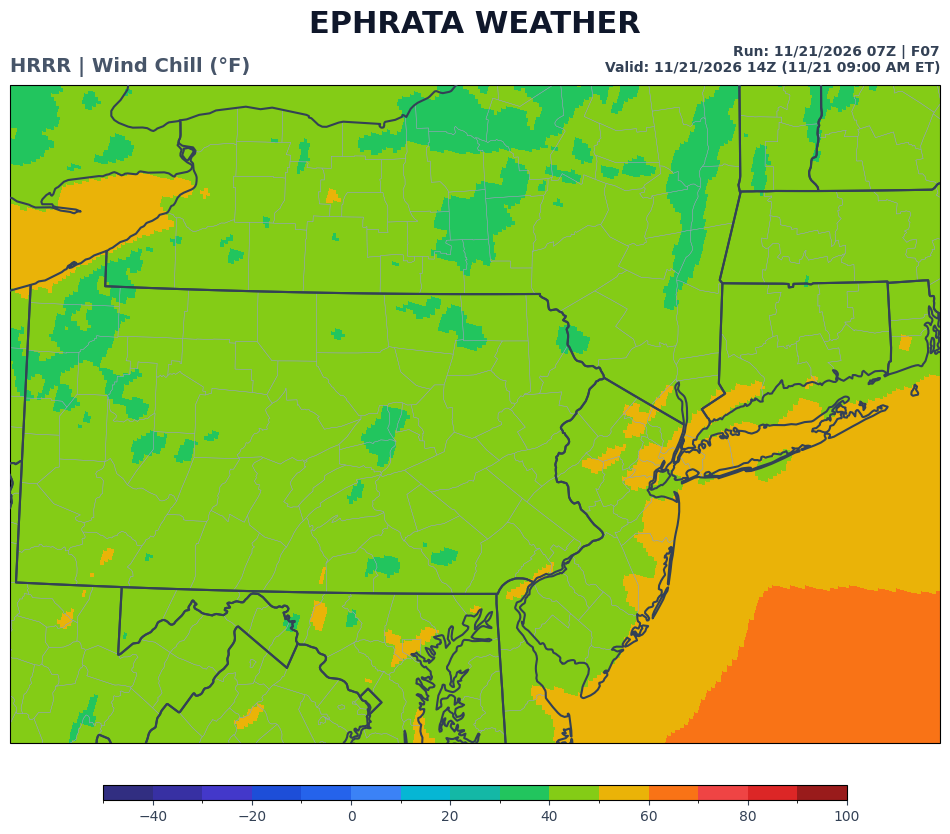 EPHRATA WEATHER
HRRR | Wind Chill (°F)
Run: 11/21/2026 07Z | F07
Valid: 11/21/2026 14Z (11/21 09:00 AM ET)
−40 −20 0 20 40 60 80 100